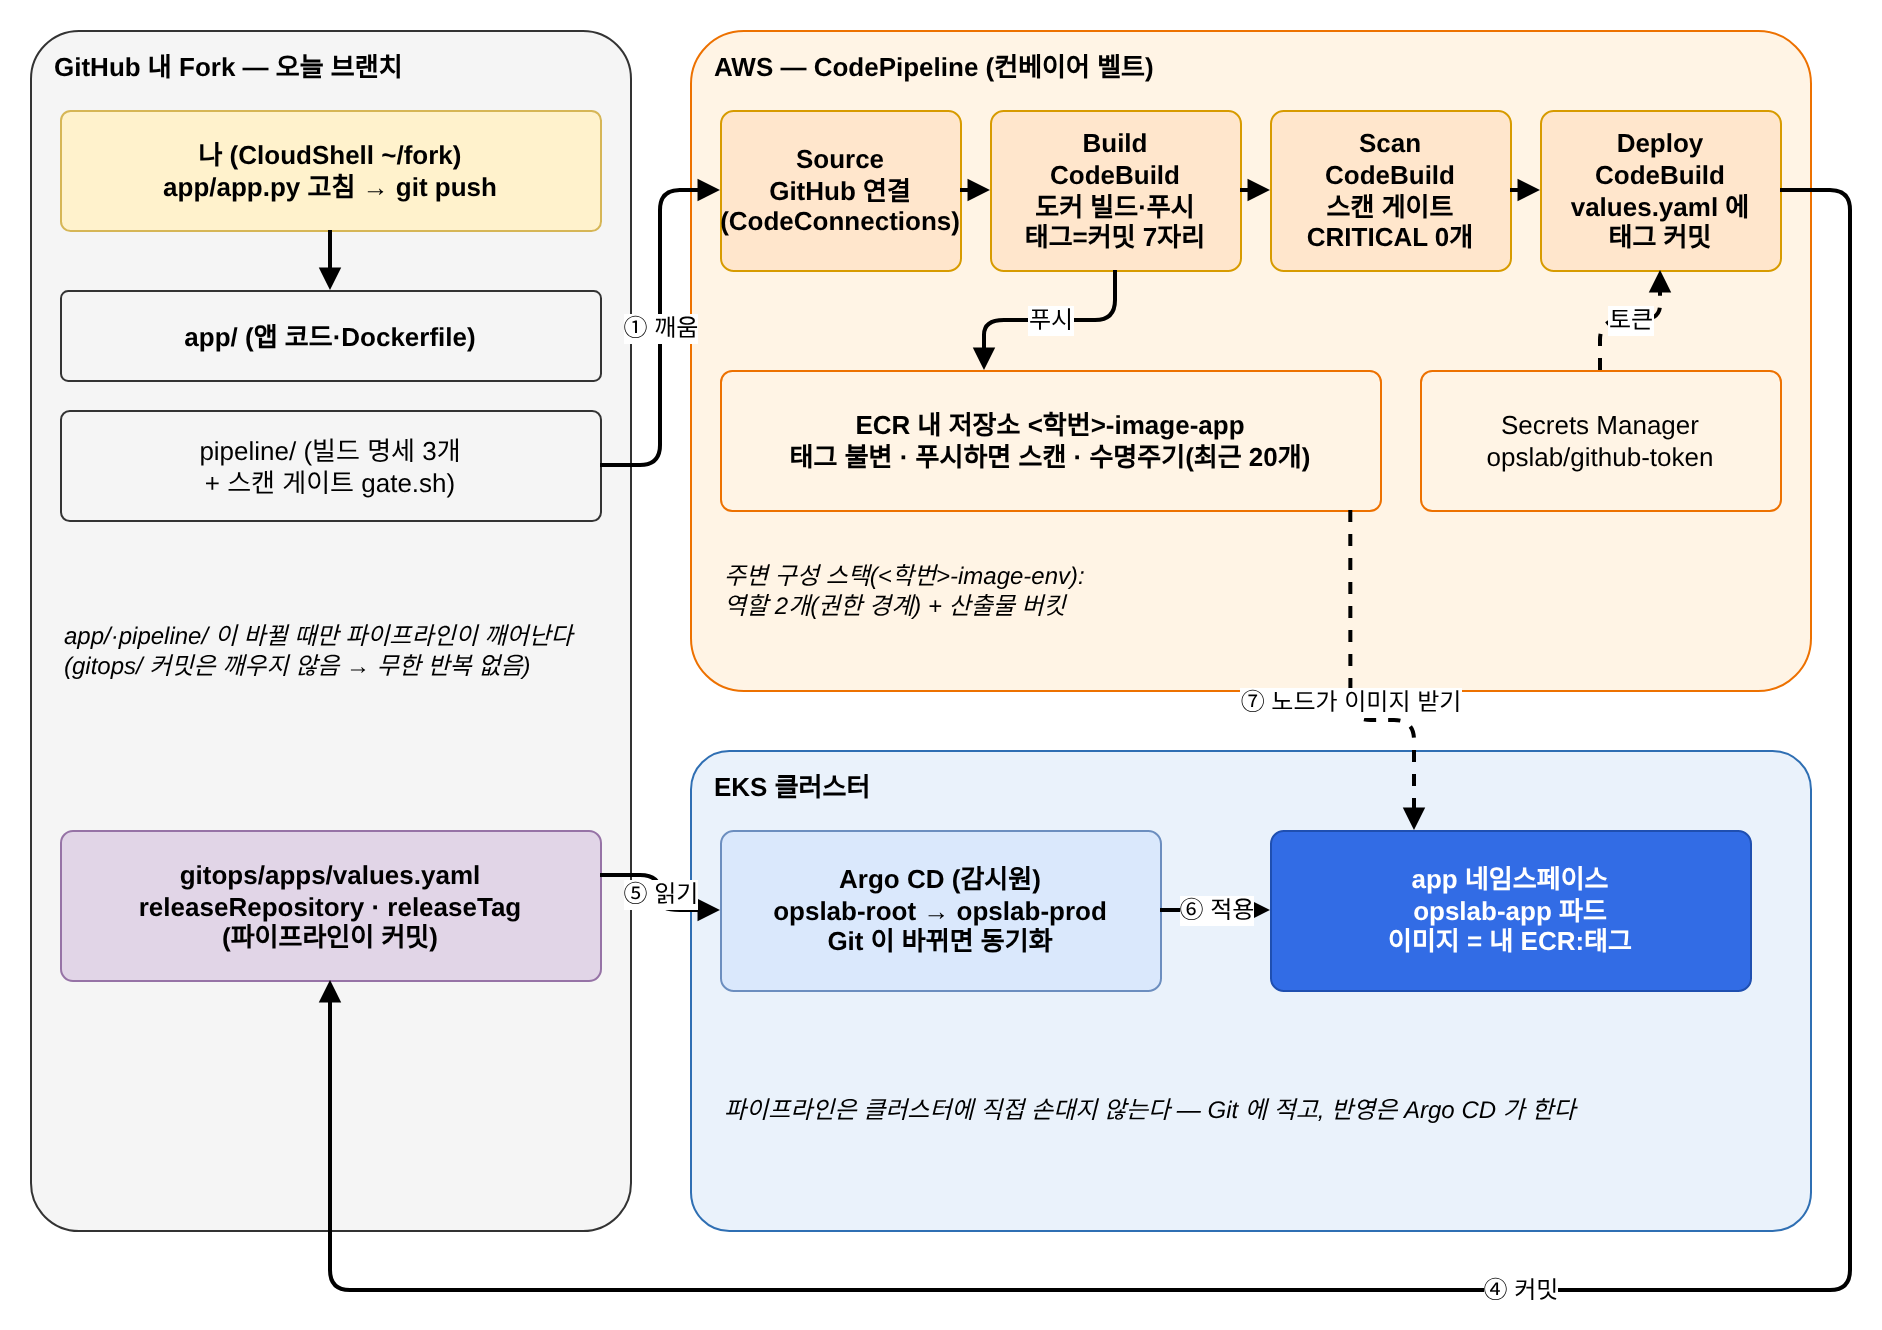 GitHub 내 Fork — 오늘 브랜치
나 (CloudShell ~/fork)
app/app.py 고침 → git push
app/ (앱 코드·Dockerfile)
pipeline/ (빌드 명세 3개
+ 스캔 게이트 gate.sh)
app/·pipeline/ 이 바뀔 때만 파이프라인이 깨어난다
(gitops/ 커밋은 깨우지 않음 → 무한 반복 없음)
gitops/apps/values.yaml
releaseRepository · releaseTag
(파이프라인이 커밋)
① 깨움
AWS — CodePipeline (컨베이어 벨트)
Source
GitHub 연결
(CodeConnections)
Build
CodeBuild
도커 빌드·푸시
태그=커밋 7자리
Scan
CodeBuild
스캔 게이트
CRITICAL 0개
Deploy
CodeBuild
values.yaml 에
태그 커밋
푸시
토큰
ECR 내 저장소 <학번>-image-app
태그 불변 · 푸시하면 스캔 · 수명주기(최근 20개)
Secrets Manager
opslab/github-token
주변 구성 스택(<학번>-image-env):
역할 2개(권한 경계) + 산출물 버킷
⑦ 노드가 이미지 받기
EKS 클러스터
⑤ 읽기
Argo CD (감시원)
opslab-root → opslab-prod
Git 이 바뀌면 동기화
⑥ 적용
app 네임스페이스
opslab-app 파드
이미지 = 내 ECR:태그
파이프라인은 클러스터에 직접 손대지 않는다 — Git 에 적고, 반영은 Argo CD 가 한다
④ 커밋